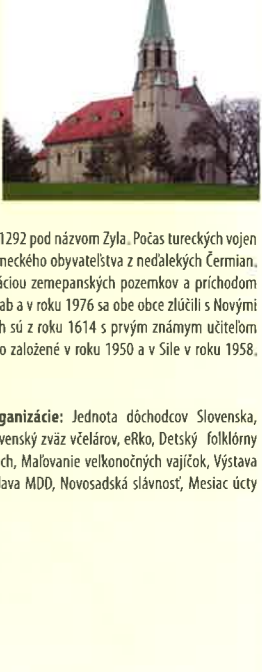 1292 pod názvom Zyla. Počas tureckých vojen
meckého obyvateľstva z neďalekých Čermian.
áciou zemepanských pozemkov a príchodom
ab a v roku 1976 sa obe obce zlúčili s Novými
h sú z roku 1614 s prvým známym učiteľom
o založené v roku 1950 a v Sile v roku 1958.
ganizácie: Jednota dôchodcov Slovenska,
venský zväz včelárov, eRko, Detský folklórny
ch, Maľovanie veľkonočných vajíčok, Výstava
lava MDD, Novosadská slávnosť, Mesiac úcty